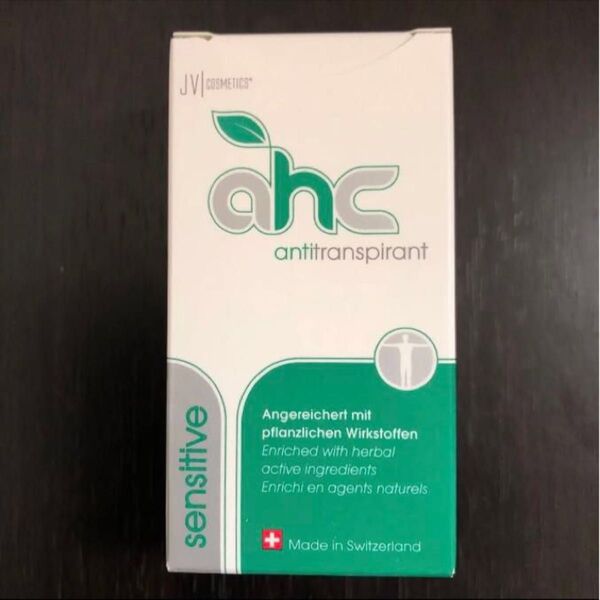 JV|COSMETICS
ahc
antitranspirant
sensitive
Angereichert mit
pflanzlichen Wirkstoffen
Enriched with herbal
active ingredients
Enrichi en agents naturels
Made in Switzerland